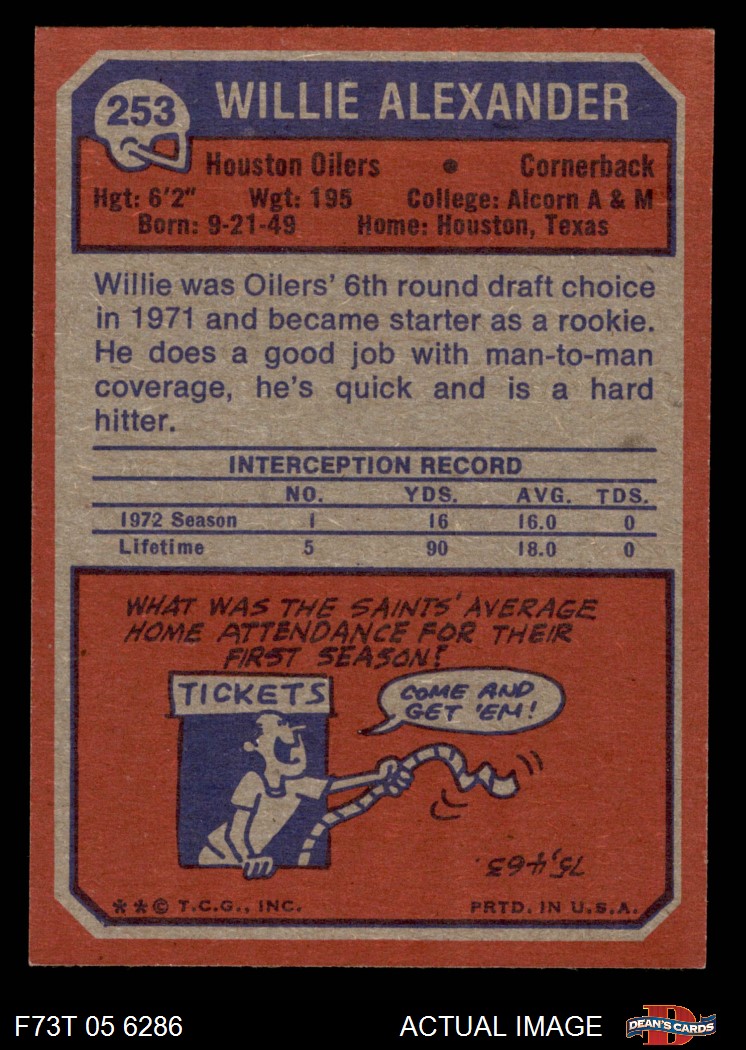 253 WILLIE ALEXANDER
Houston Oilers • Cornerback
Hgt: 6'2" Wgt: 195 College: Alcorn A & M
Born: 9-21-49 Home: Houston, Texas
Willie was Oilers' 6th round draft choice
in 1971 and became starter as a rookie.
He does a good job with man-to-man
coverage, he's quick and is a hard
hitter.
INTERCEPTION RECORD
NO. YDS. AVG. TDS.
1972 Season 1 16 16.0 0
Lifetime 5 90 18.0 0
WHAT WAS THE SAINTS' AVERAGE
HOME ATTENDANCE FOR THEIR
FIRST SEASON?
TICKETS
COME AND
GET 'EM!
75,463.
**© T.C.G., INC. PRTD. IN U.S.A.
F73T 05 6286 ACTUAL IMAGE
D
DEAN'S CARDS